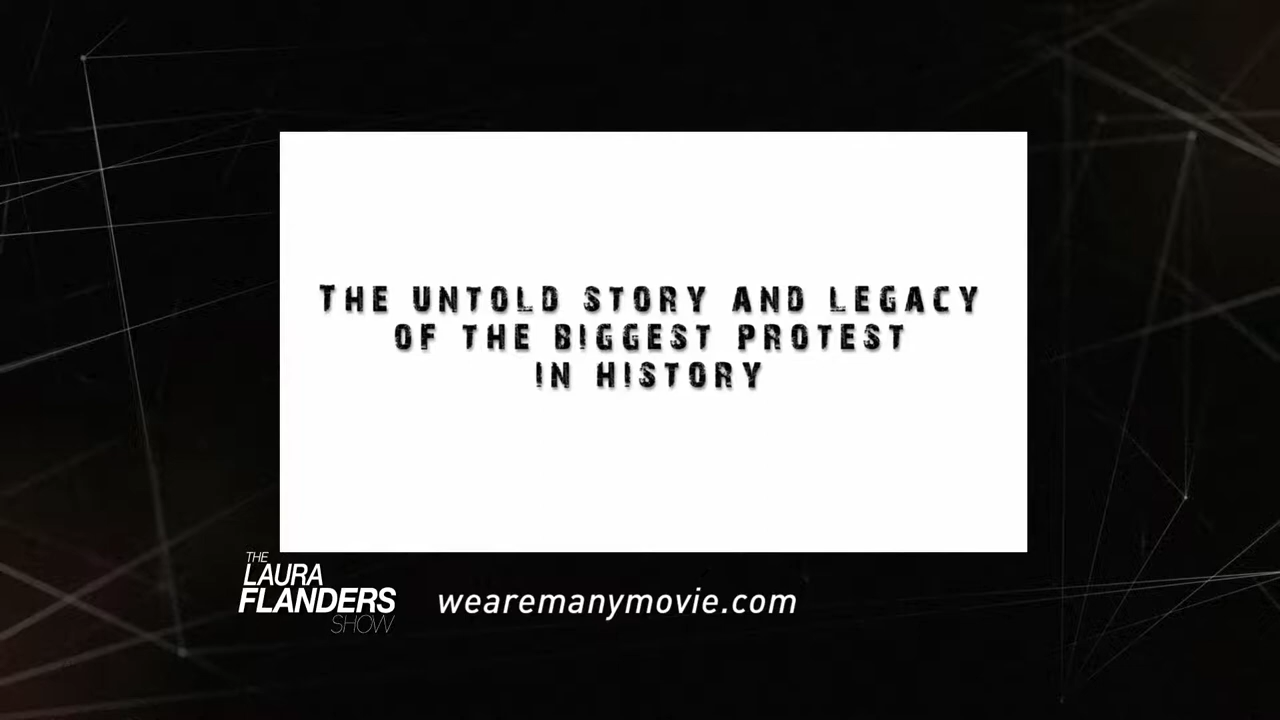 THE UNTOLD STORY AND LEGACY
OF THE BIGGEST PROTEST
IN HISTORY
THE
LAURA
FLANDERS
SHOW
wearemanymovie.com